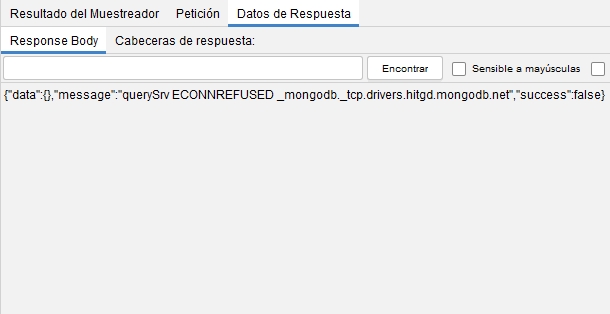 Resultado del Muestreador Petición Datos de Respuesta
Response Body Cabeceras de respuesta:
Encontrar Sensible a mayúsculas
{"data":{},"message":"querySrv ECONNREFUSED _mongodb._tcp.drivers.hitgd.mongodb.net","success":false}